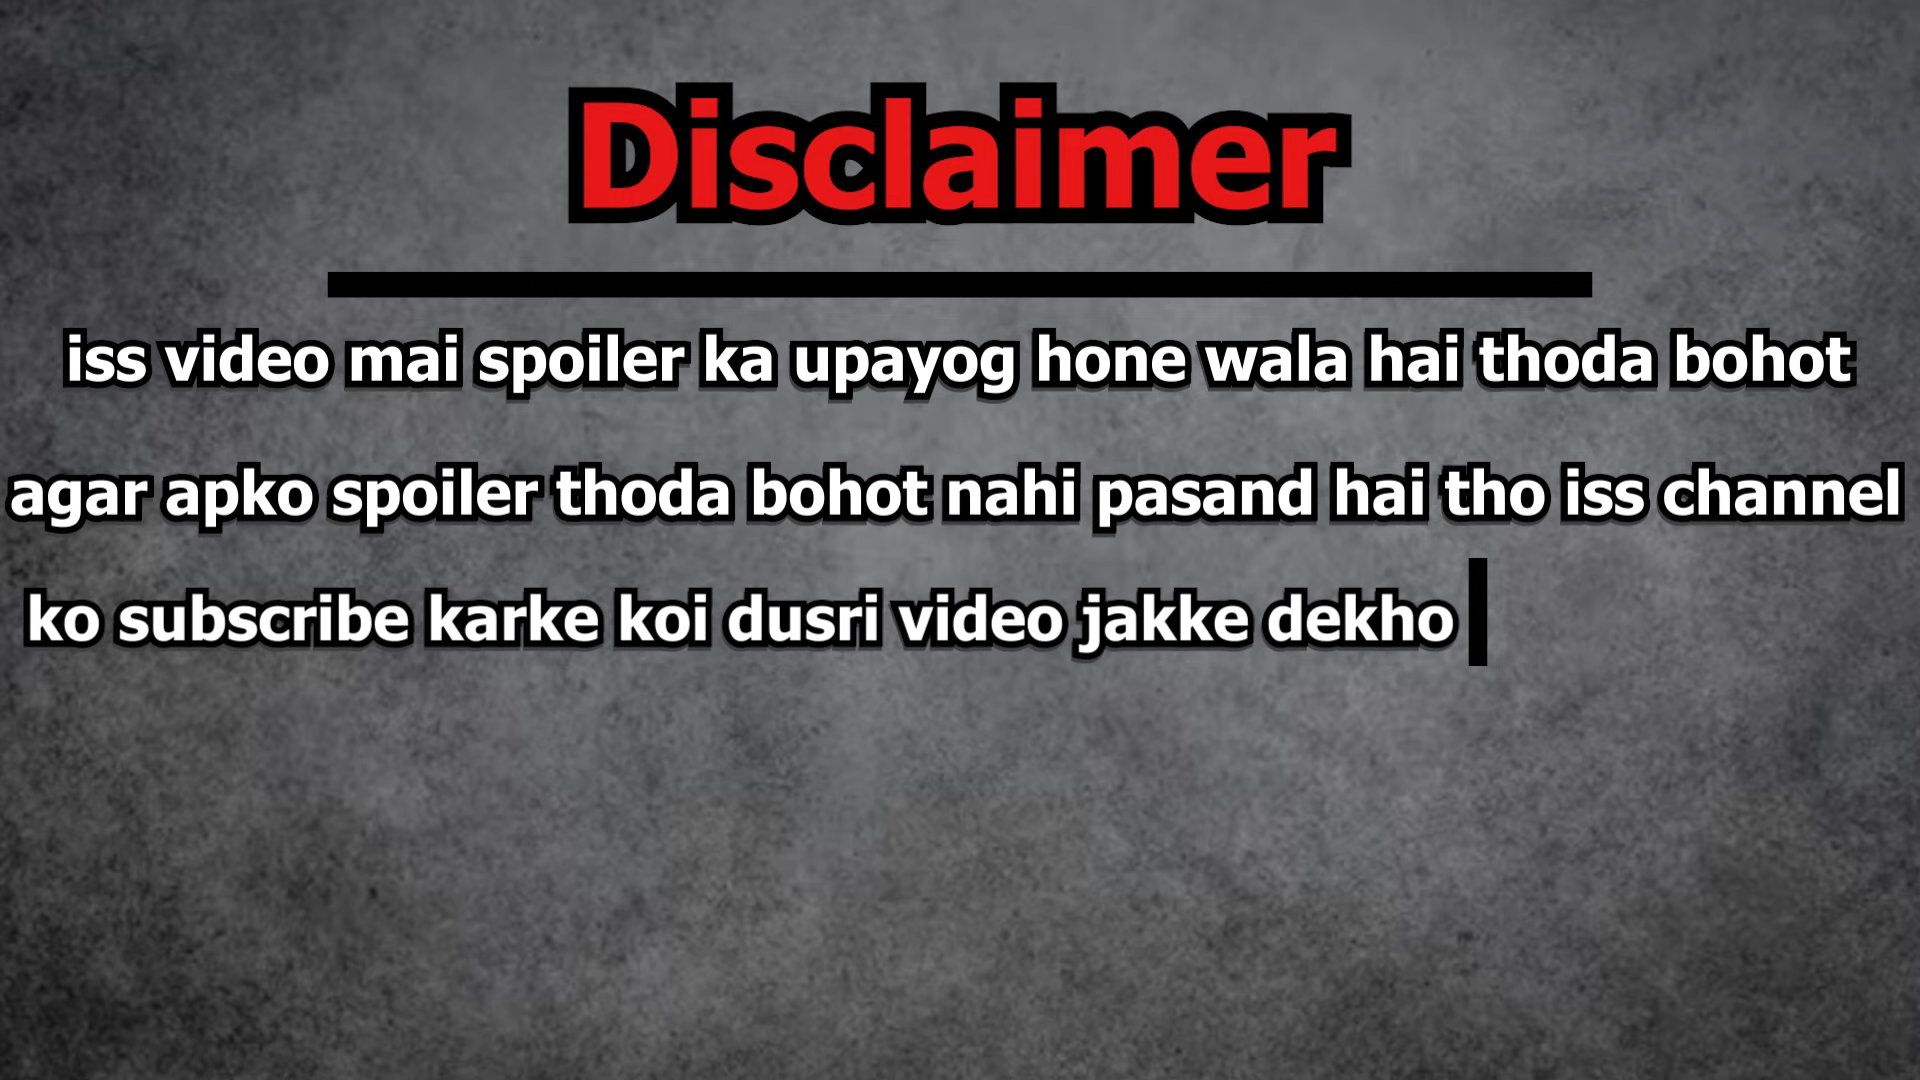 Disclaimer
iss video mai spoiler ka upayog hone wala hai thoda bohot
agar apko spoiler thoda bohot nahi pasand hai tho iss channel
ko subscribe karke koi dusri video jakke dekho